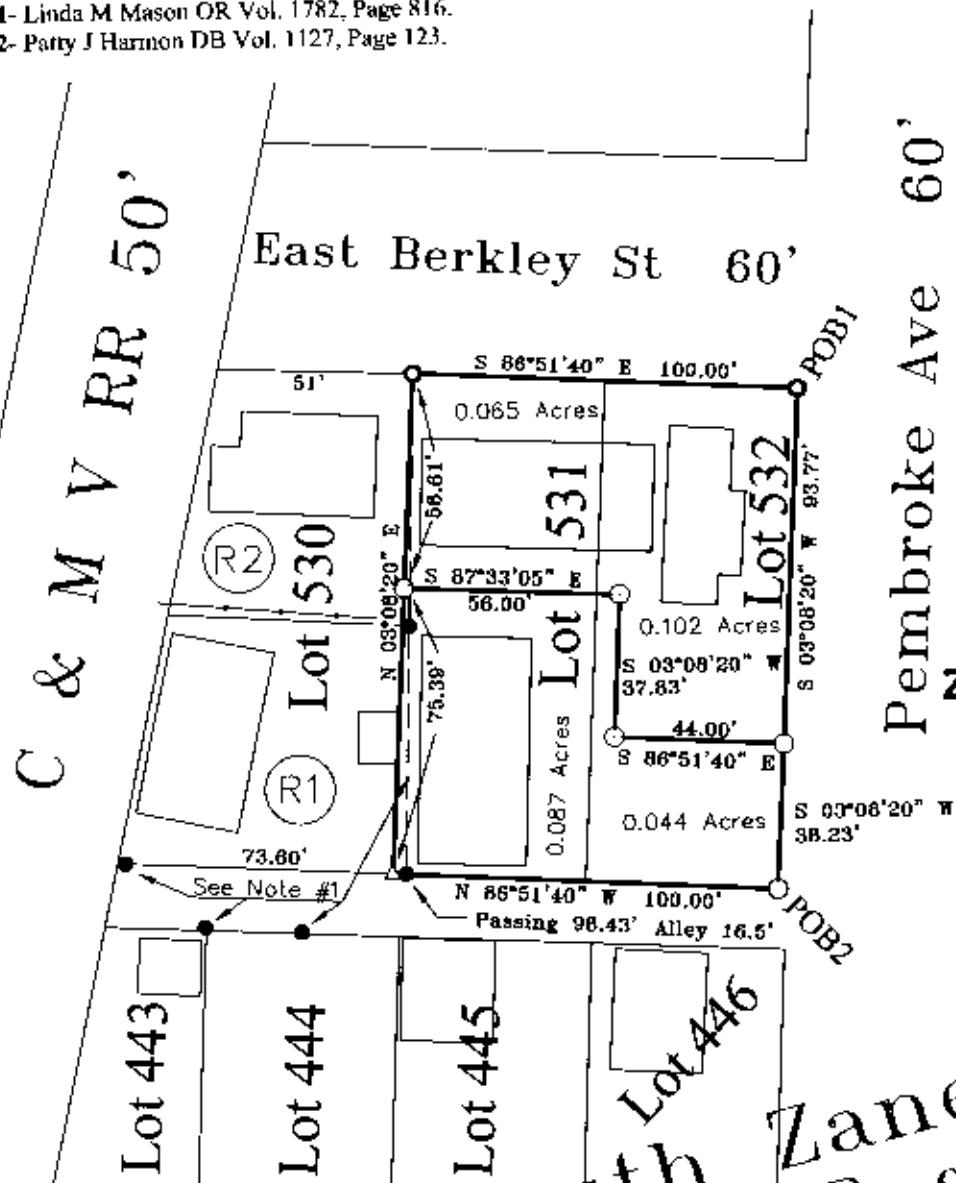 1- Linda M Mason OR Vol. 1782, Page 816.
2- Patty J Harmon DB Vol. 1127, Page 123.
C & M V RR 50'
East Berkley St 60'
Pembroke Ave 60'
POB1
S 86°51'40" E 100.00'
51'
0.065 Acres
56.61'
Lot 531
Lot 532
93.77'
S 03°08'20" W
R2
Lot 530
N 03°08'20" E
S 87°33'05" E
56.00'
0.102 Acres
S 03°08'20" W
37.83'
75.39'
44.00'
S 86°51'40" E
R1
0.087 Acres
0.044 Acres
S 03°08'20" W
38.23'
73.60'
See Note #1
N 86°51'40" W 100.00'
Passing 98.43' Alley 16.5'
POB2
Lot 443
Lot 444
Lot 445
Lot 446
Zane